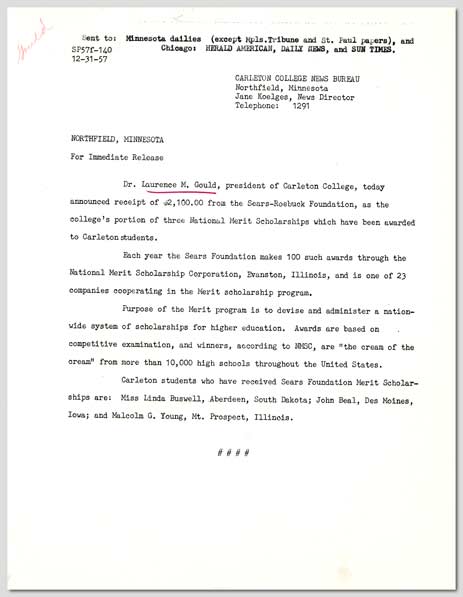 Gould
Sent to: Minnesota dailies (except Mpls.Tribune and St. Paul papers), and
SP57f-140 Chicago: HERALD AMERICAN, DAILY NEWS, and SUN TIMES.
12-31-57
CARLETON COLLEGE NEWS BUREAU
Northfield, Minnesota
Jane Koelges, News Director
Telephone: 1291
NORTHFIELD, MINNESOTA
For Immediate Release
Dr. Laurence M. Gould, president of Carleton College, today
announced receipt of $2,100.00 from the Sears-Roebuck Foundation, as the
college's portion of three National Merit Scholarships which have been awarded
to Carleton students.
Each year the Sears Foundation makes 100 such awards through the
National Merit Scholarship Corporation, Evanston, Illinois, and is one of 23
companies cooperating in the Merit scholarship program.
Purpose of the Merit program is to devise and administer a nation-
wide system of scholarships for higher education. Awards are based on
competitive examination, and winners, according to NMSC, are "the cream of the
cream" from more than 10,000 high schools throughout the United States.
Carleton students who have received Sears Foundation Merit Scholar-
ships are: Miss Linda Buswell, Aberdeen, South Dakota; John Beal, Des Moines,
Iowa; and Malcolm G. Young, Mt. Prospect, Illinois.
# # # #